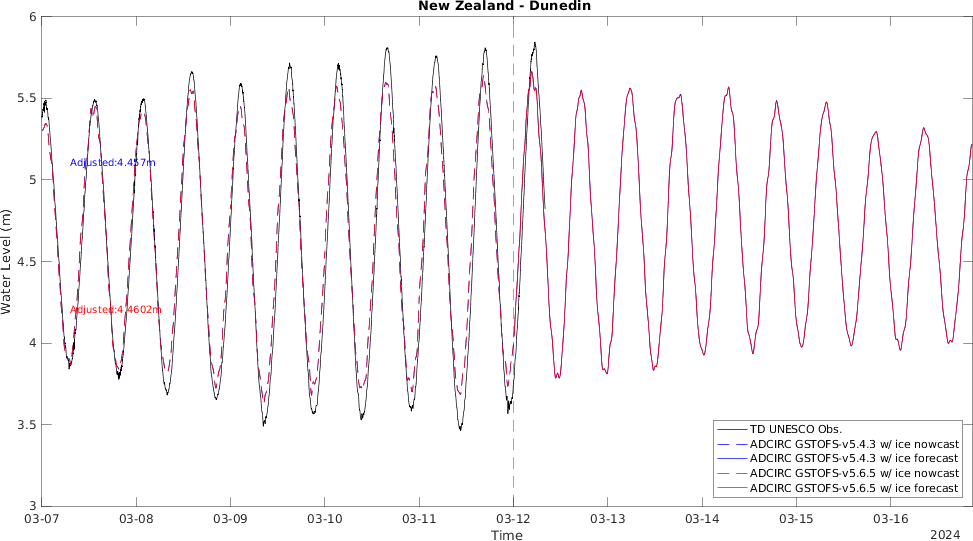 New Zealand - Dunedin
6
5.5
5
4.5
4
3.5
3
Water Level (m)
Adjusted:4.457m
Adjusted:4.4602m
TD UNESCO Obs.
ADCIRC GSTOFS-v5.4.3 w/ ice nowcast
ADCIRC GSTOFS-v5.4.3 w/ ice forecast
ADCIRC GSTOFS-v5.6.5 w/ ice nowcast
ADCIRC GSTOFS-v5.6.5 w/ ice forecast
03-07 03-08 03-09 03-10 03-11 03-12 03-13 03-14 03-15 03-16
Time
2024